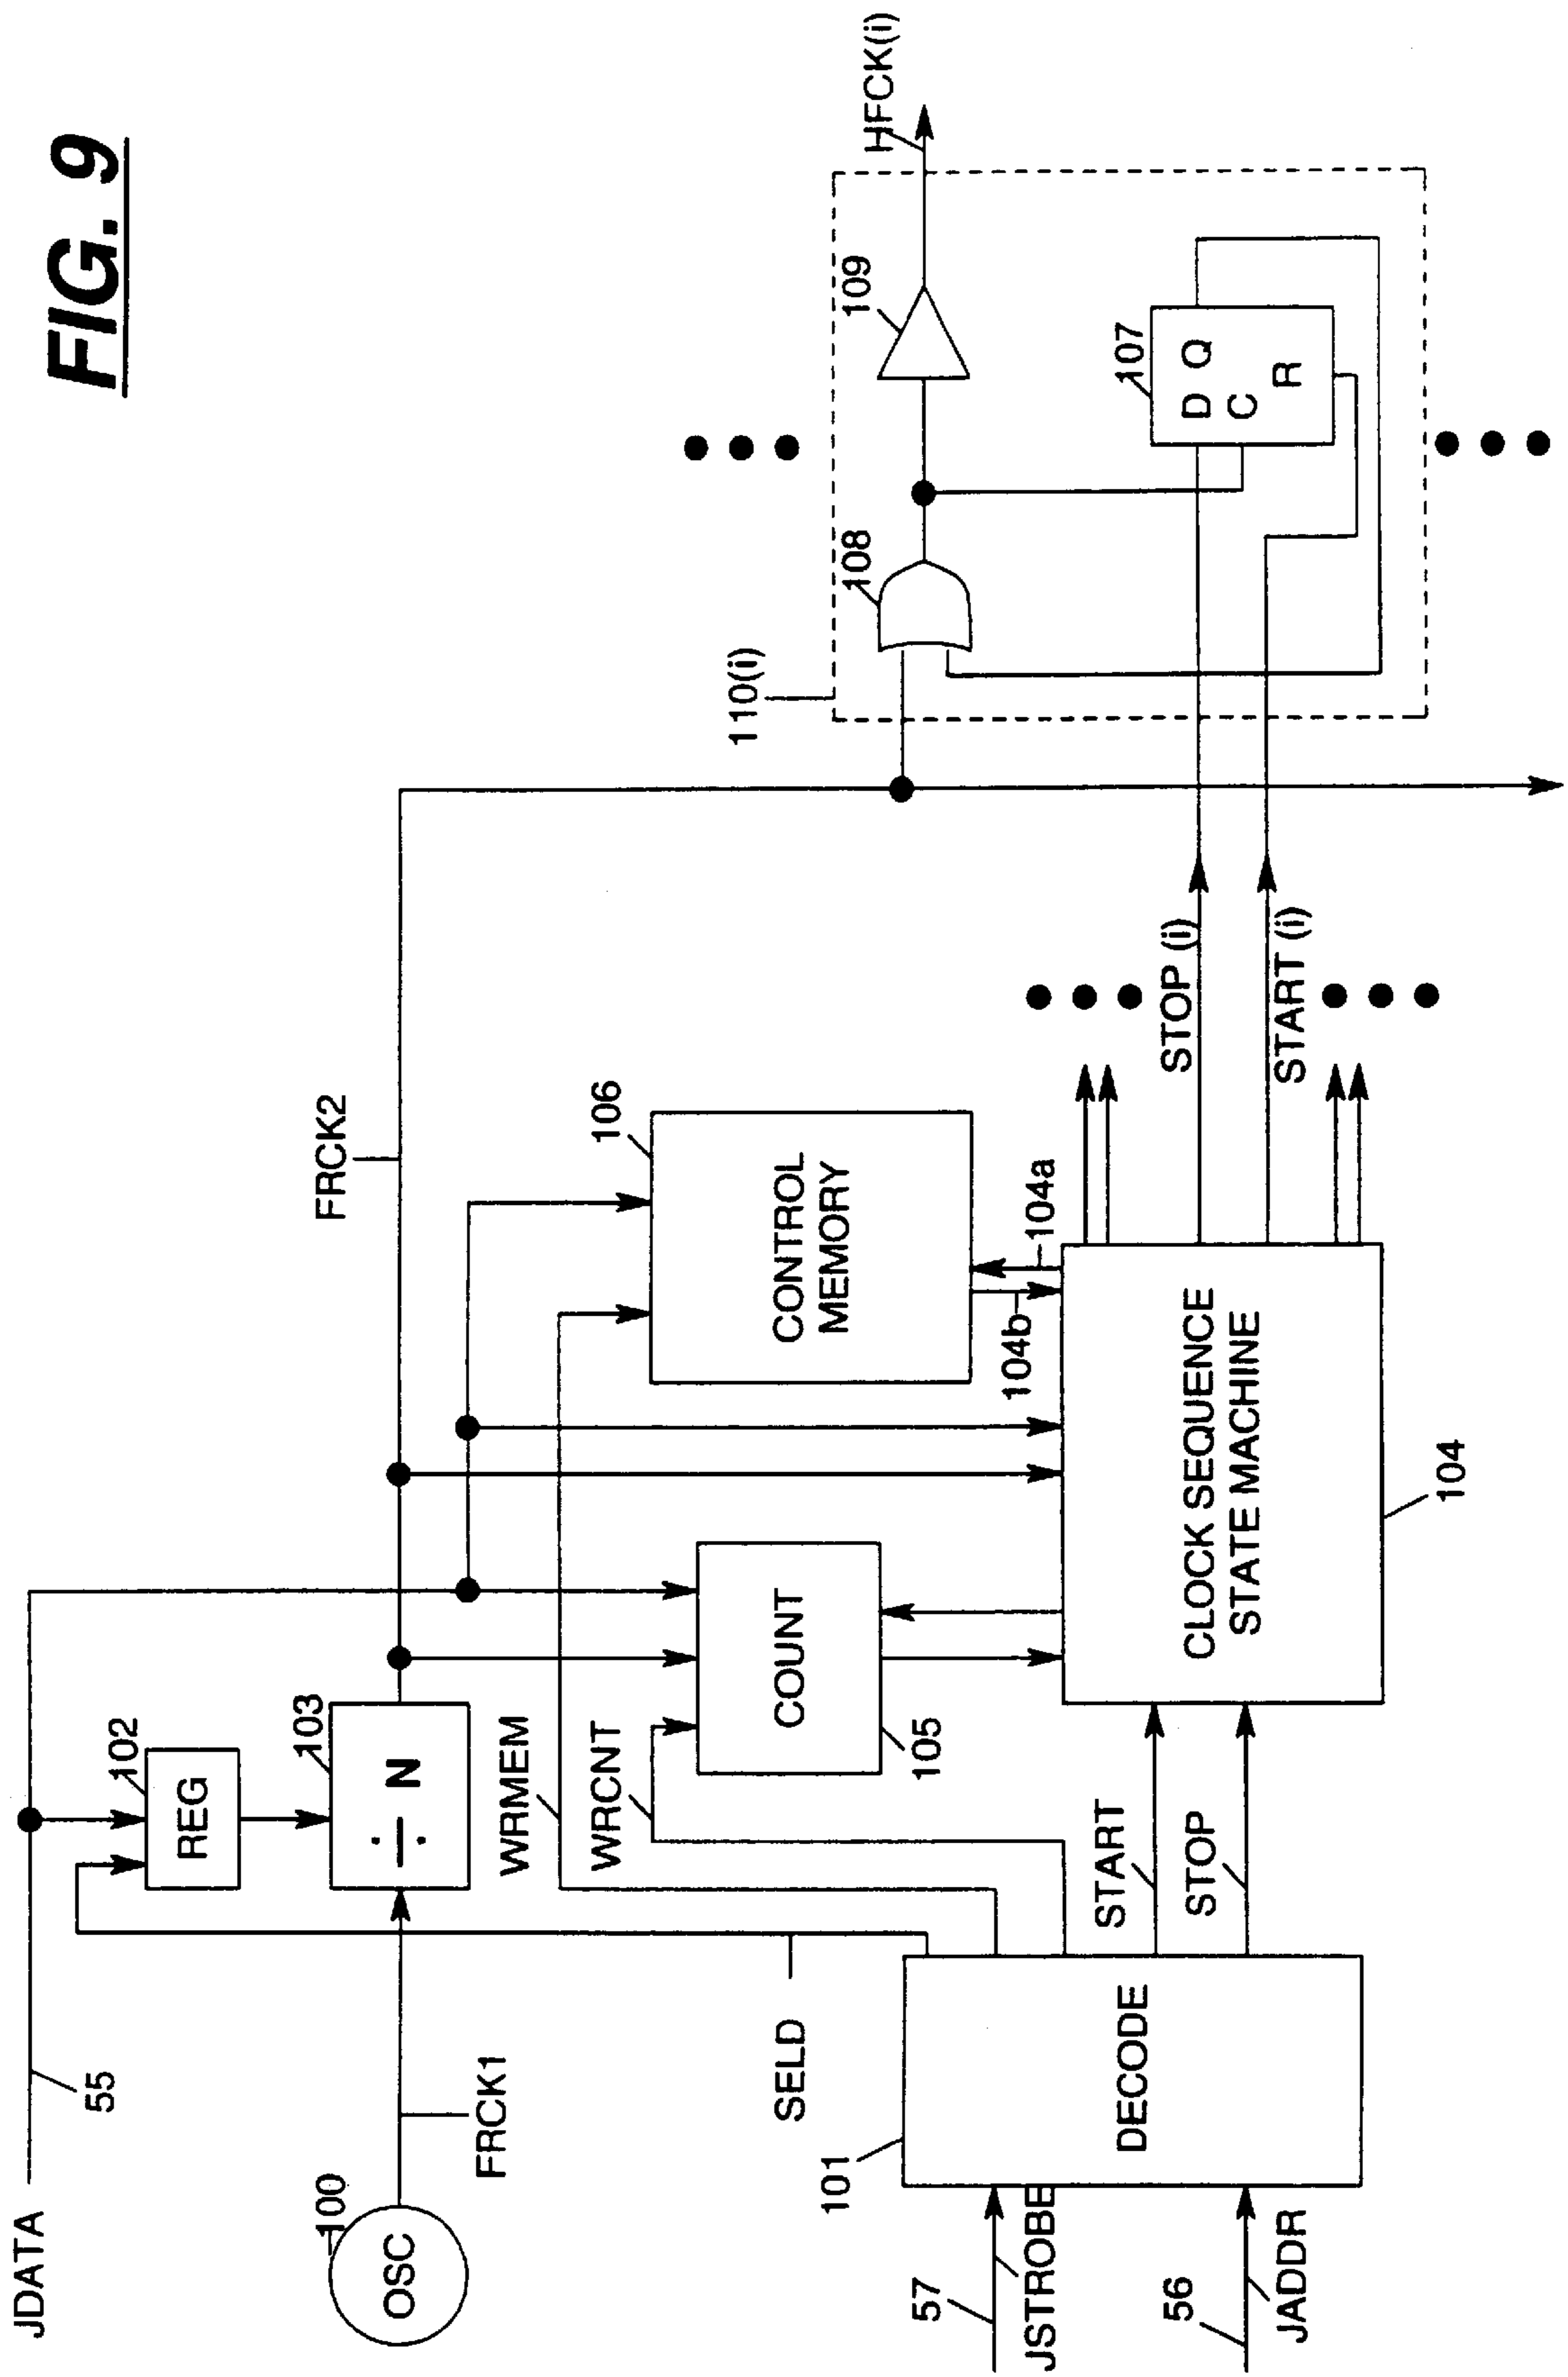 FIG. 9
JDATA
55
100
OSC
FRCK1
102
REG
103
÷ N
FRCK2
SELD
WRMEM
WRCNT
COUNT
105
106
CONTROL
MEMORY
104b
104a
101
DECODE
57
JSTROBE
56
JADDR
START
STOP
CLOCK SEQUENCE
STATE MACHINE
104
STOP (i)
START (i)
110(i)
108
109
HFCK(i)
107
D Q
C
R